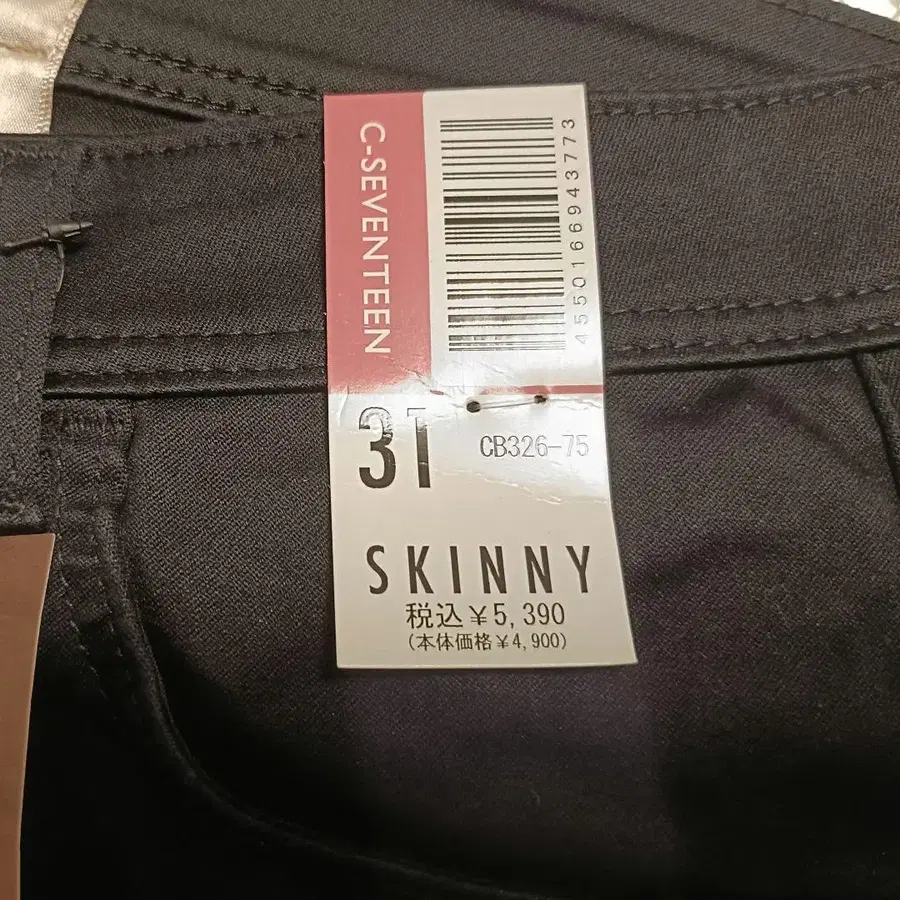 C-SEVENTEEN
4550166943773
31
CB326-75
SKINNY
税込¥5,390
(本体価格¥4,900)